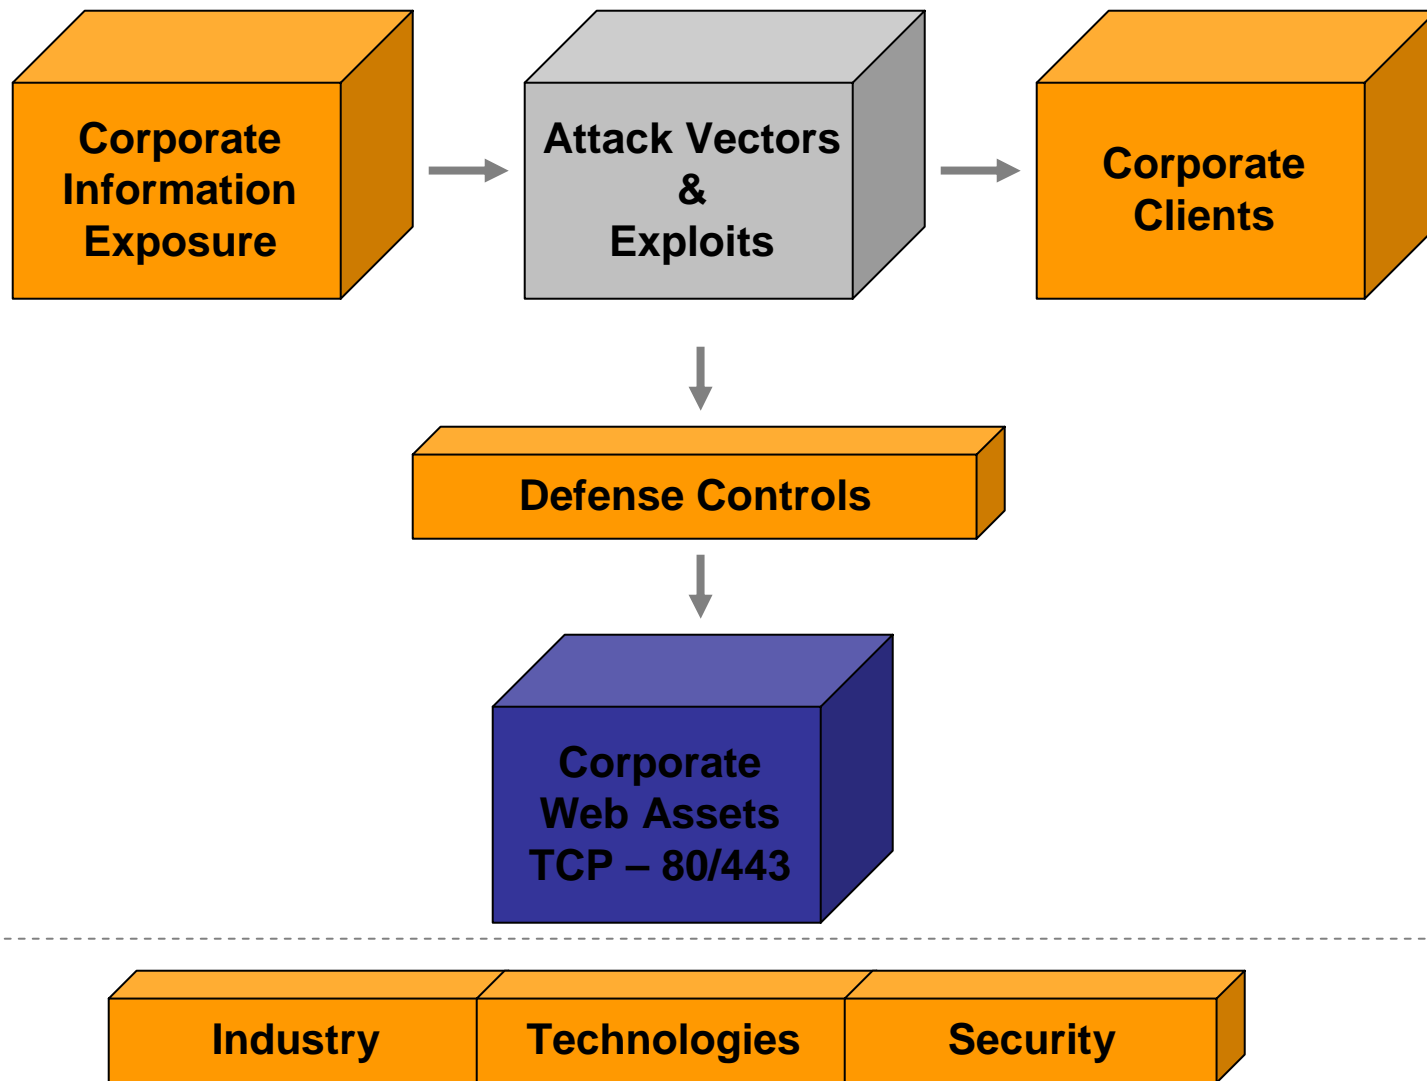 Corporate
Information
Exposure
Attack Vectors
&
Exploits
Corporate
Clients
Defense Controls
Corporate
Web Assets
TCP – 80/443
Industry
Technologies
Security